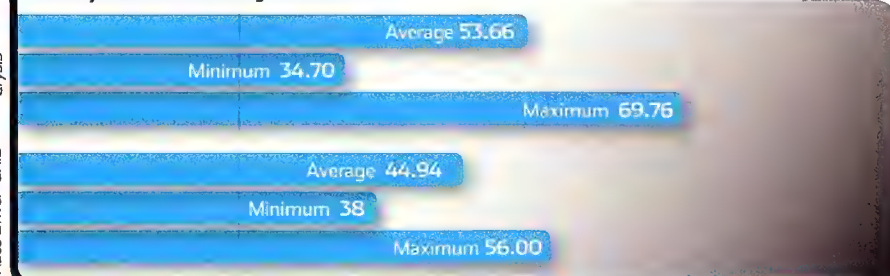 Average 53.66
Minimum 34.70
Maximum 69.76
Average 44.94
Minimum 38
Maximum 56.00